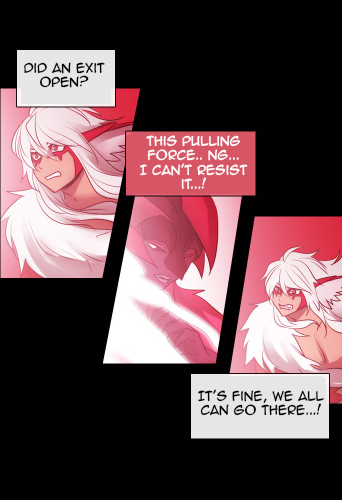 DID AN EXIT
OPEN?
THIS PULLING
FORCE.. NG...
I CAN'T RESIST
IT...!
IT'S FINE, WE ALL
CAN GO THERE...!